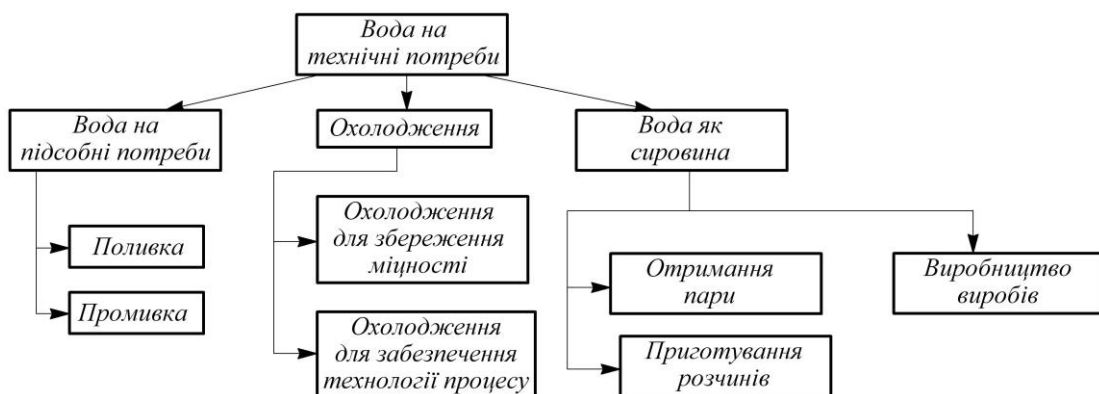 Вода на
технічні потреби
Вода на
підсобні потреби
Охолодження
Вода як
сировина
Поливка
Промивка
Охолодження
для збереження
міцності
Охолодження
для забезпечення
технології процесу
Отримання
пари
Приготування
розчинів
Виробництво
виробів